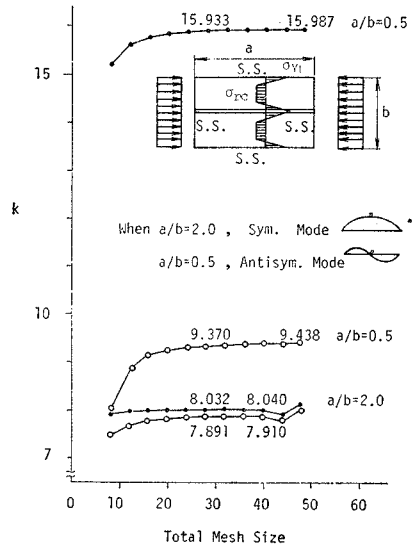 15.933 15.987 a/b=0.5
a
S.S. σYt
15
σrc
b
S.S. S.S.
S.S.
k
When a/b=2.0 , Sym. Mode
a/b=0.5 , Antisym. Mode
10
9.370 9.438 a/b=0.5
8.032 8.040 a/b=2.0
7.891 7.910
7
0 10 20 30 40 50 60
Total Mesh Size